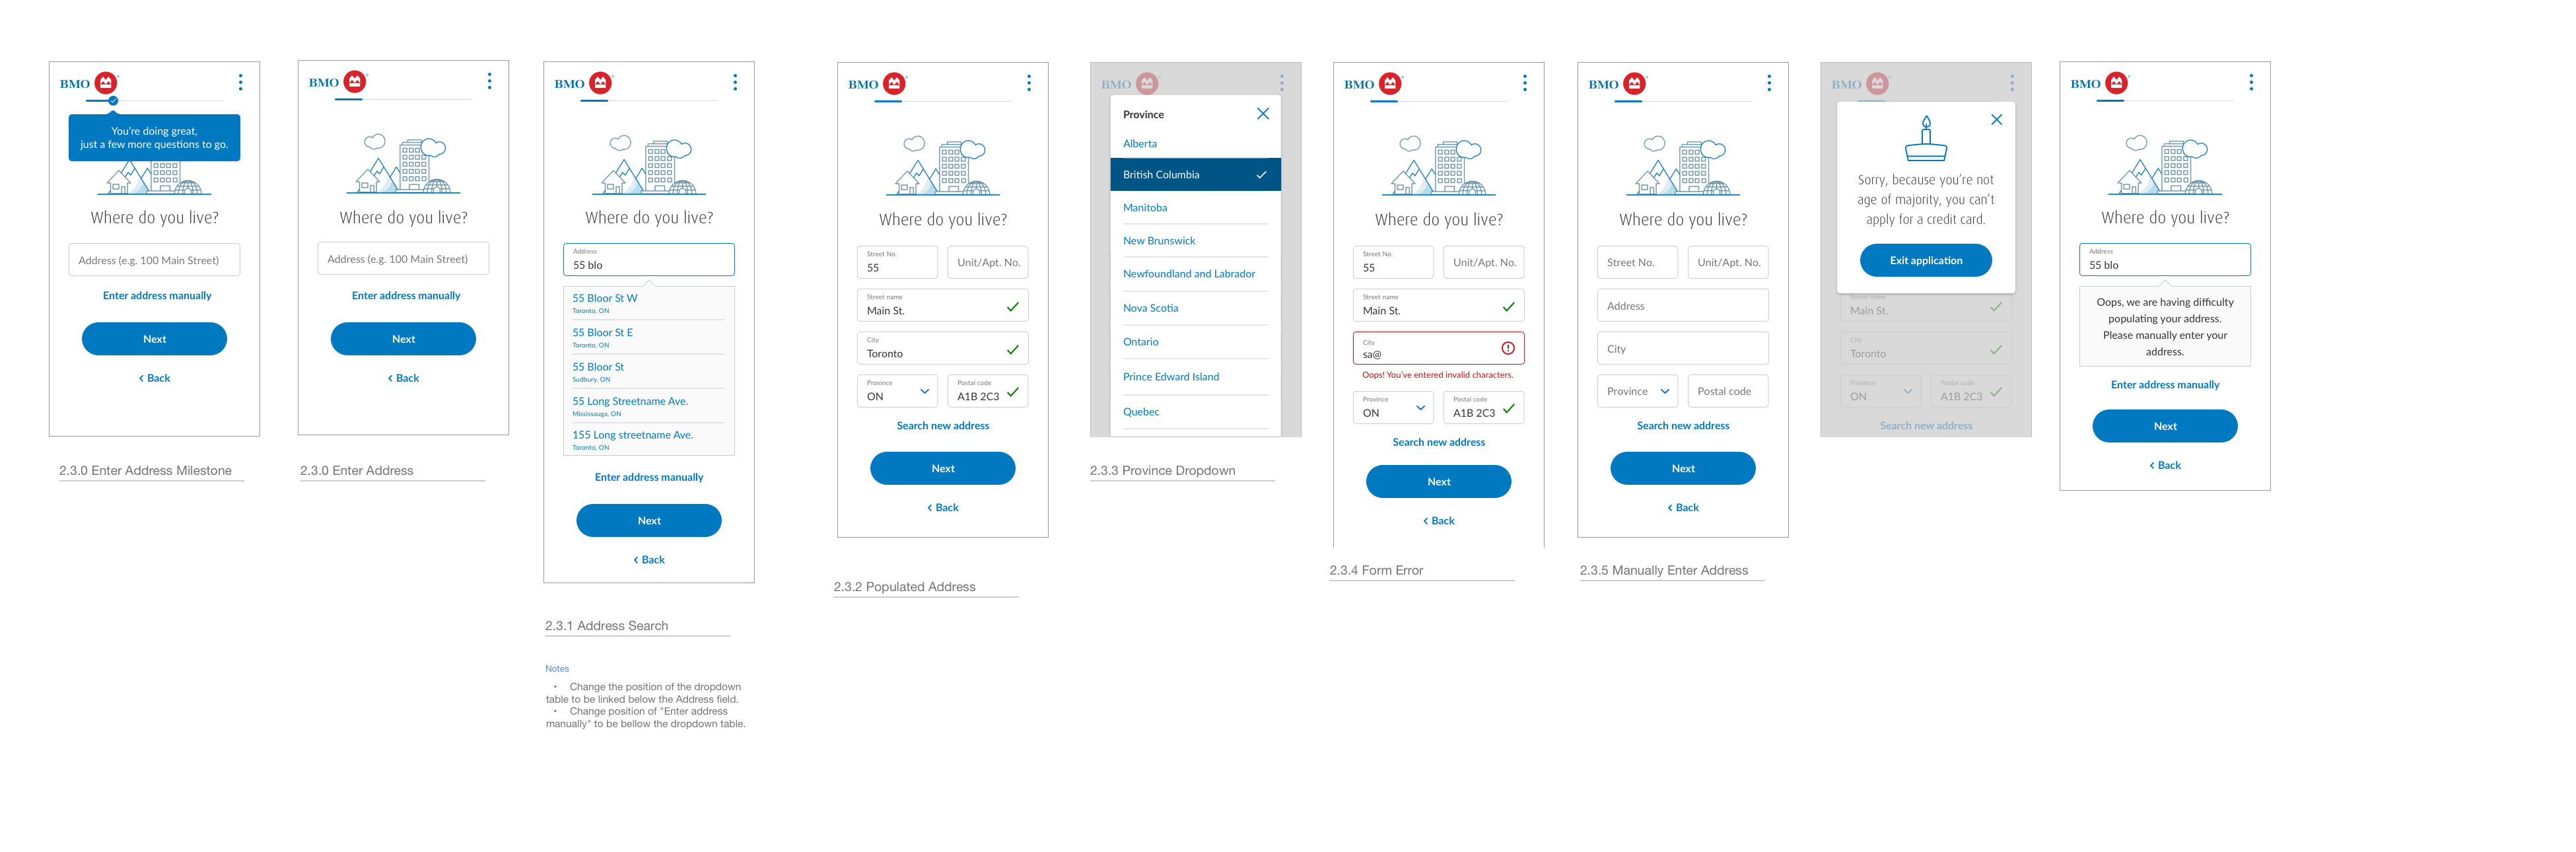 BMO
You're doing great,
just a few more questions to go.
Where do you live?
Address (e.g. 100 Main Street)
Enter address manually
Next
Back
2.3.0 Enter Address Milestone
BMO
Where do you live?
Address (e.g. 100 Main Street)
Enter address manually
Next
Back
2.3.0 Enter Address
BMO
Where do you live?
Address
55 blo
55 Bloor St W
Toronto, ON
55 Bloor St E
Toronto, ON
55 Bloor St
Sudbury, ON
55 Long Streetname Ave.
Mississauga, ON
155 Long streetname Ave.
Toronto, ON
Enter address manually
Next
Back
2.3.1 Address Search
Notes
• Change the position of the dropdown
table to be linked below the Address field.
• Change position of "Enter address
manually" to be bellow the dropdown table.
BMO
Where do you live?
Street No.
55
Unit/Apt. No.
Street name
Main St.
City
Toronto
Province
ON
Postal code
A1B 2C3
Search new address
Next
Back
2.3.2 Populated Address
BMO
Province
Alberta
British Columbia
Manitoba
New Brunswick
Newfoundland and Labrador
Nova Scotia
Ontario
Prince Edward Island
Quebec
2.3.3 Province Dropdown
BMO
Where do you live?
Street No.
55
Unit/Apt. No.
Street name
Main St.
City
sa@
Oops! You've entered invalid characters.
Province
ON
Postal code
A1B 2C3
Search new address
Next
Back
2.3.4 Form Error
BMO
Where do you live?
Street No.
Unit/Apt. No.
Address
City
Province
Postal code
Search new address
Next
Back
2.3.5 Manually Enter Address
BMO
Sorry, because you're not
age of majority, you can't
apply for a credit card.
Exit application
Street name
Main St.
City
Toronto
Province
ON
Postal code
A1B 2C3
Search new address
BMO
Where do you live?
Address
55 blo
Oops, we are having difficulty
populating your address.
Please manually enter your
address.
Enter address manually
Next
Back